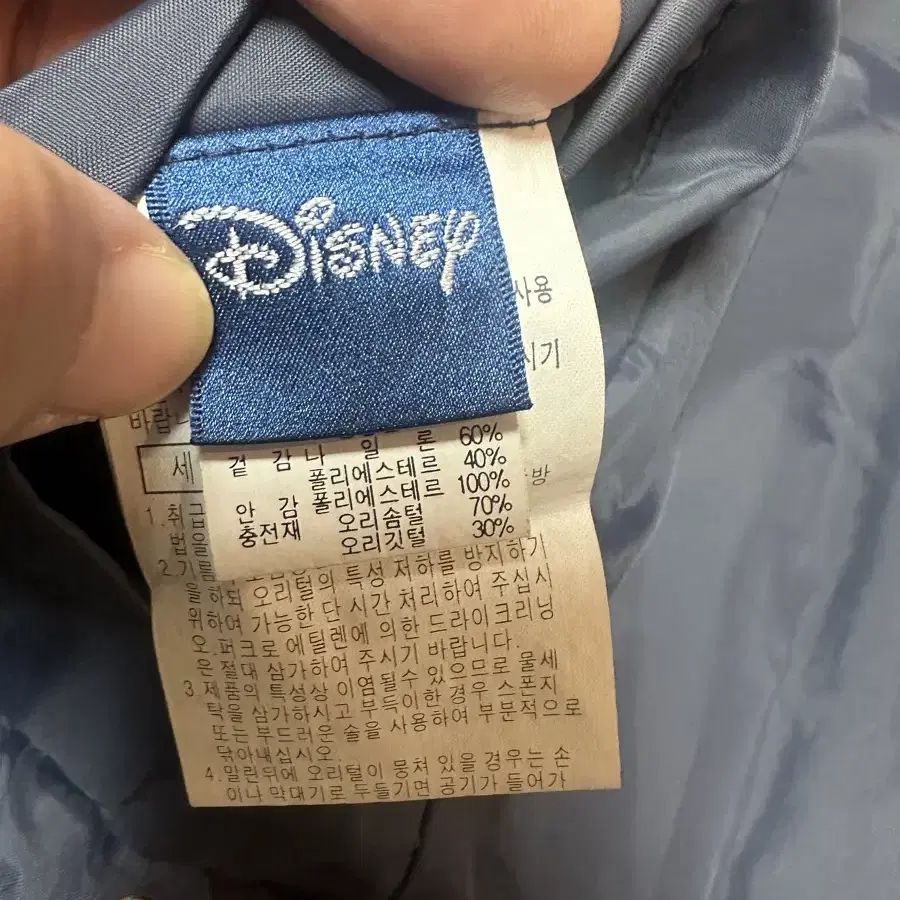 DISNEY
사용
시기
바랍니
겉 감 나 일 론 60%
폴리에스테르 40%
안 감 폴리에스테르 100%
충전재 오리솜털 70%
오리깃털 30%
세
방
1.취급
법을
2.기름
오리털의 특성 저하를 방지하기
을 하되 오리털의 특성 처리하여 주십시
위하여 가능한 단 시간 드라이크리닝
오.퍼크로 에틸렌에 의한 바랍니다.
은 절대 삼가하여 주시기
3.제품의 특성상 이염될수 있으므로 물세
탁을 삼가하시고 부득이한 경우 스폰지
또는 부드러운 솔을 사용하여 부분적으로
닦아내십시오.
4.말린뒤에 오리털이 뭉쳐 있을 경우는 손
이나 막대기로 두들기면 공기가 들어가